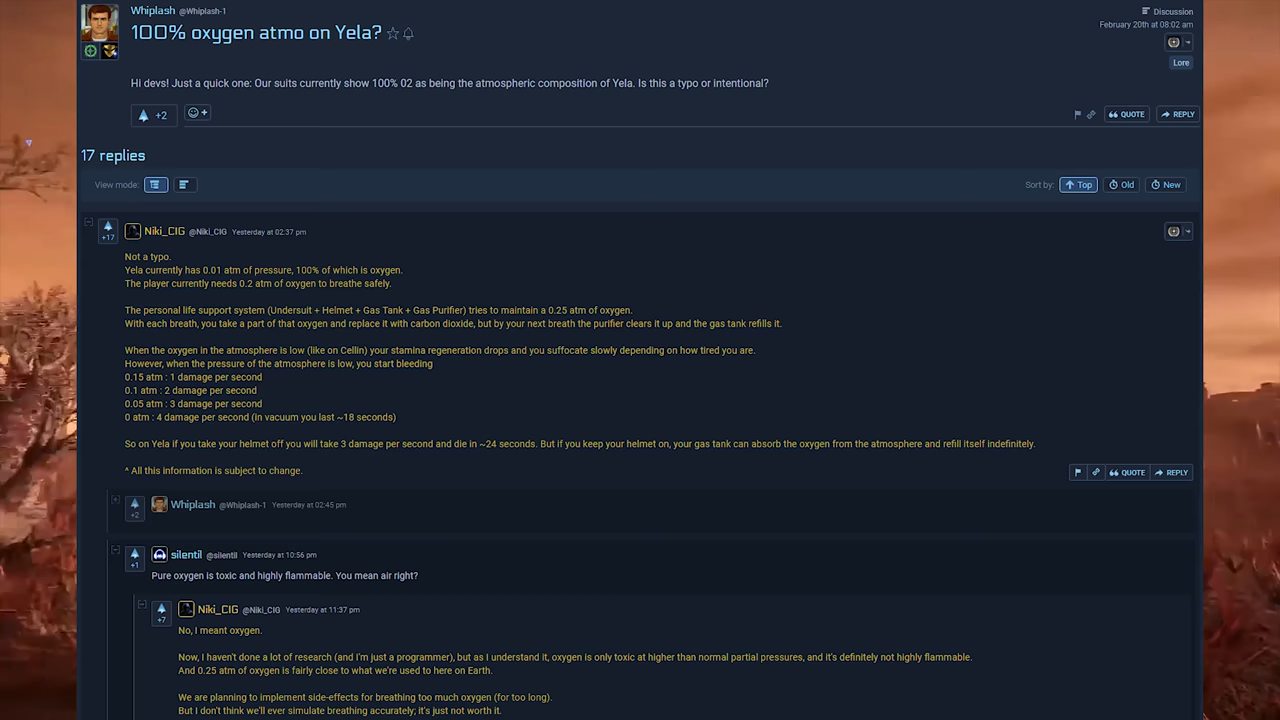 Whiplash @Whiplash-1
Discussion
February 20th at 08:02 am
100% oxygen atmo on Yela?
Lore
Hi devs! Just a quick one: Our suits currently show 100% 02 as being the atmospheric composition of Yela. Is this a typo or intentional?
+2
QUOTE REPLY
17 replies
View mode:
Sort by: Top Old New
+17
Niki_CIG @Niki_CIG Yesterday at 02:37 pm
Not a typo.
Yela currently has 0.01 atm of pressure, 100% of which is oxygen.
The player currently needs 0.2 atm of oxygen to breathe safely.
The personal life support system (Undersuit + Helmet + Gas Tank + Gas Purifier) tries to maintain a 0.25 atm of oxygen.
With each breath, you take a part of that oxygen and replace it with carbon dioxide, but by your next breath the purifier clears it up and the gas tank refills it.
When the oxygen in the atmosphere is low (like on Cellin) your stamina regeneration drops and you suffocate slowly depending on how tired you are.
However, when the pressure of the atmosphere is low, you start bleeding
0.15 atm : 1 damage per second
0.1 atm : 2 damage per second
0.05 atm : 3 damage per second
0 atm : 4 damage per second (In vacuum you last ~18 seconds)
So on Yela if you take your helmet off you will take 3 damage per second and die in ~24 seconds. But if you keep your helmet on, your gas tank can absorb the oxygen from the atmosphere and refill itself indefinitely.
^ All this information is subject to change.
QUOTE REPLY
+2
Whiplash @Whiplash-1 Yesterday at 02:45 pm
+1
silentil @silentil Yesterday at 10:56 pm
Pure oxygen is toxic and highly flammable. You mean air right?
+7
Niki_CIG @Niki_CIG Yesterday at 11:37 pm
No, I meant oxygen.
Now, I haven't done a lot of research (and I'm just a programmer), but as I understand it, oxygen is only toxic at higher than normal partial pressures, and it's definitely not highly flammable.
And 0.25 atm of oxygen is fairly close to what we're used to here on Earth.
We are planning to implement side-effects for breathing too much oxygen (for too long).
But I don't think we'll ever simulate breathing accurately; it's just not worth it.